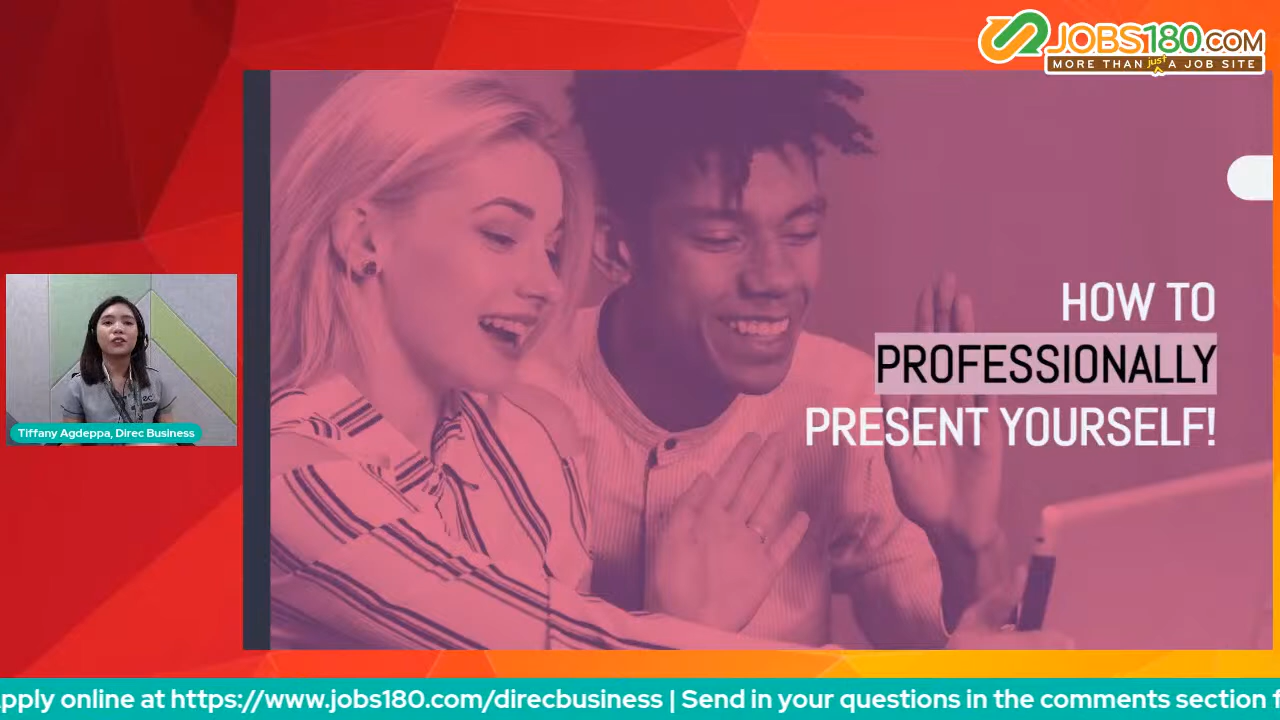 JOBS180.COM
MORE THAN just A JOB SITE
HOW TO
PROFESSIONALLY
PRESENT YOURSELF!
Tiffany Agdeppa, Direc Business
pply online at https://www.jobs180.com/direcbusiness | Send in your questions in the comments section f